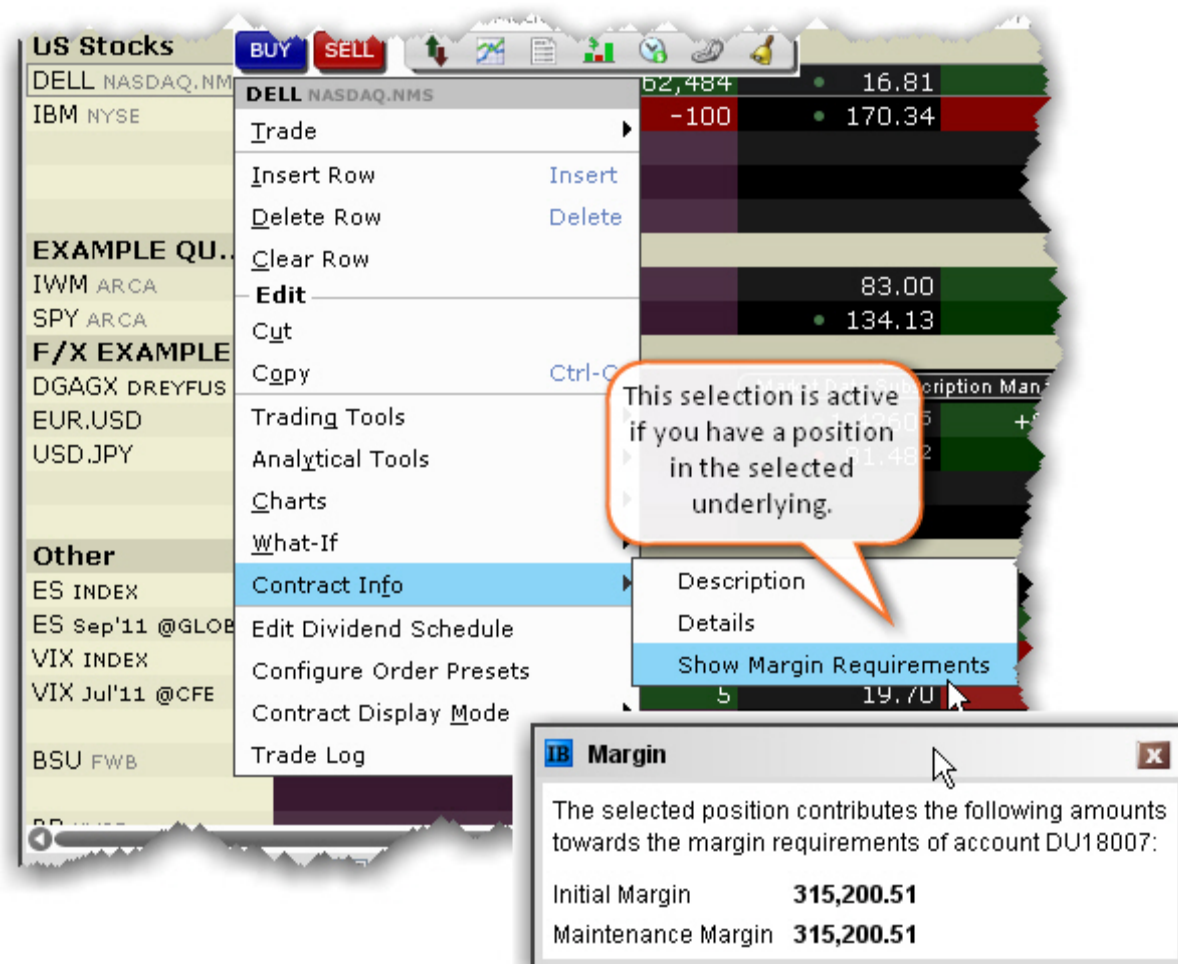 US Stocks
BUY SELL
DELL NASDAQ.NM
62,484 16.81
DELL NASDAQ.NMS
IBM NYSE
-100 170.34
Trade
Insert Row Insert
Delete Row Delete
EXAMPLE QU..
Clear Row
IWM ARCA
83.00
Edit
SPY ARCA
134.13
Cut
F/X EXAMPLE
Copy Ctrl-C
DGAGX DREYFUS
EUR.USD
USD.JPY
This selection is active
if you have a position
in the selected
underlying.
Trading Tools
Analytical Tools
Charts
What-If
Other
Contract Info
Description
ES INDEX
Details
ES Sep'11 @GLOB
Edit Dividend Schedule
VIX INDEX
Show Margin Requirements
Configure Order Presets
VIX Jul'11 @CFE
5 19.70
Contract Display Mode
BSU FWB
Trade Log
IB Margin
The selected position contributes the following amounts
towards the margin requirements of account DU18007:
Initial Margin 315,200.51
Maintenance Margin 315,200.51